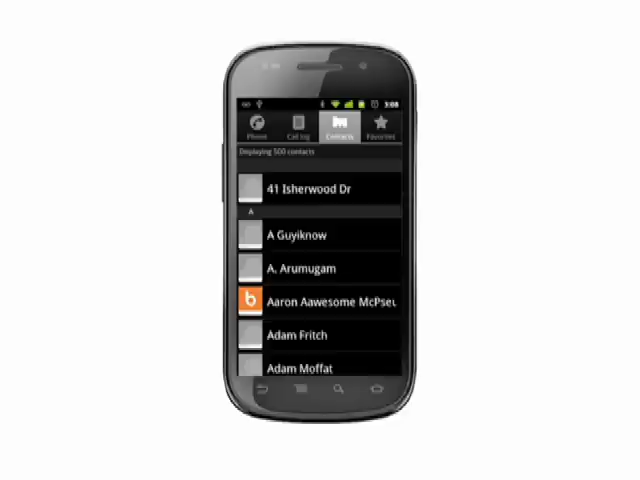 3:08
Phone Call log Contacts Favorites
Displaying 500 contacts
41 Isherwood Dr
A
A Guyiknow
A. Arumugam
b
Aaron Aawesome McPseu
Adam Fritch
Adam Moffat